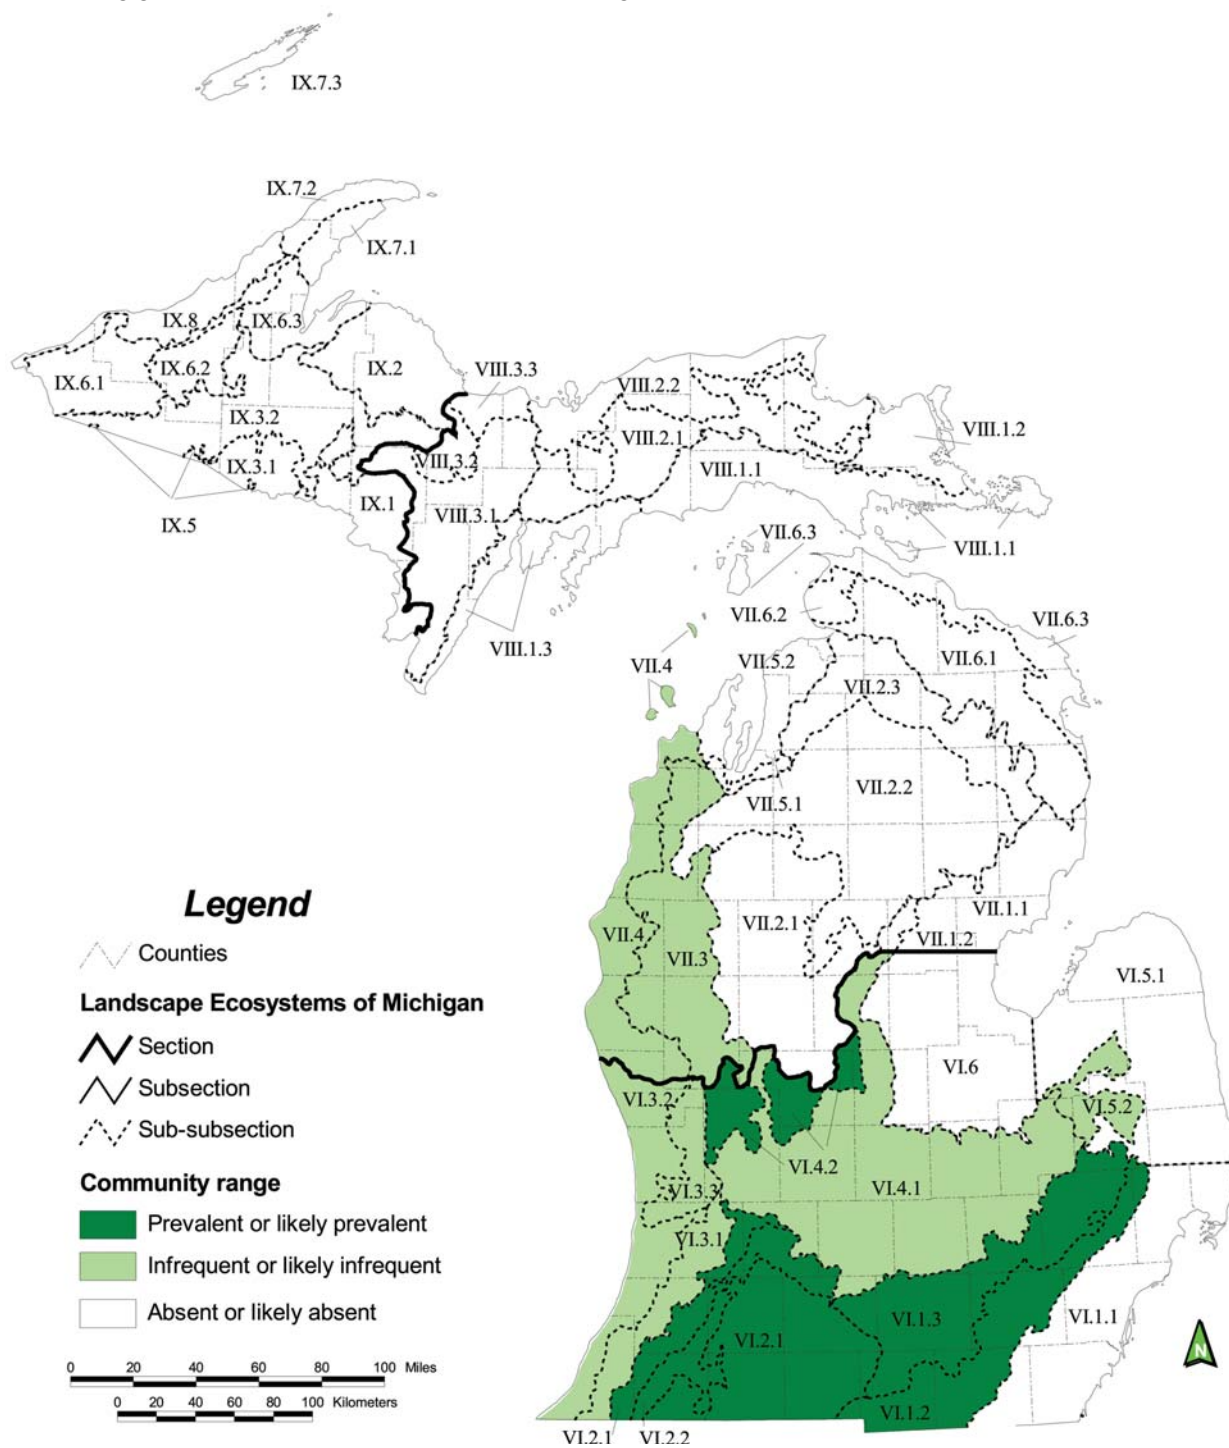 IX.7.3
IX.7.2
IX.7.1
IX.8
IX.6.3
IX.6.1
IX.6.2
IX.2
VIII.3.3
VIII.2.2
IX.3.2
VIII.2.1
VIII.1.2
IX.3.1
VIII.3.2
VIII.1.1
IX.1
IX.5
VIII.3.1
VII.6.3
VIII.1.1
VII.6.2
VII.6.3
VIII.1.3
VII.4
VII.5.2
VII.6.1
VII.2.3
VII.5.1
VII.2.2
Legend
Counties
Landscape Ecosystems of Michigan
Section
Subsection
Sub-subsection
Community range
Prevalent or likely prevalent
Infrequent or likely infrequent
Absent or likely absent
0 20 40 60 80 100 Miles
0 20 40 60 80 100 Kilometers
VII.4
VII.3
VII.2.1
VII.1.1
VII.1.2
VI.5.1
VI.6
VI.3.2
VI.5.2
VI.4.2
VI.3.3
VI.4.1
VI.3.1
VI.1.3
VI.1.1
VI.2.1
VI.1.2
VI.2.1
VI.2.2
N